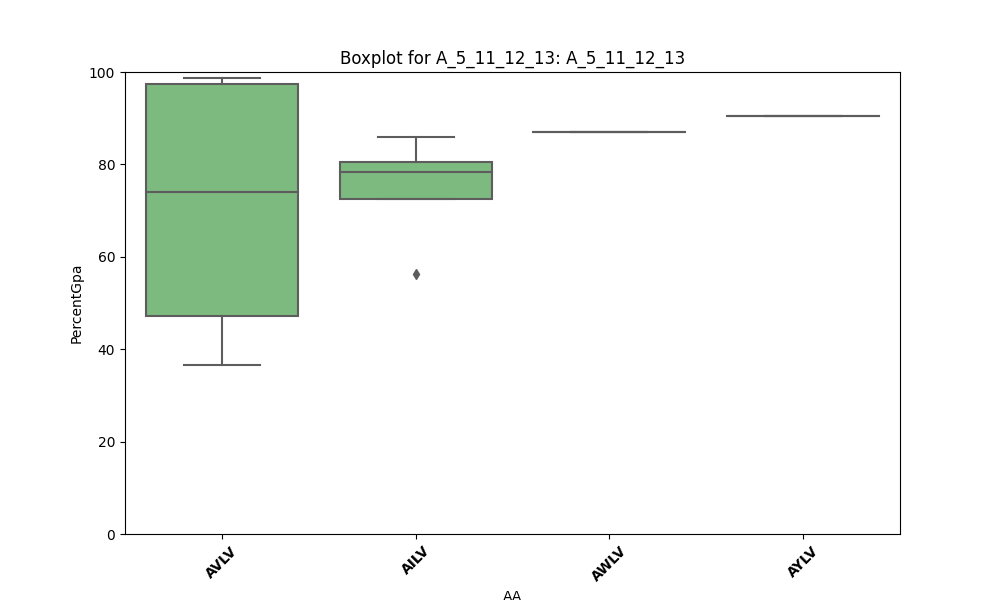 Boxplot for A_5_11_12_13: A_5_11_12_13
100
80
60
40
20
0
PercentGpa
AVLV
AILV
AWLV
AYLV
AA